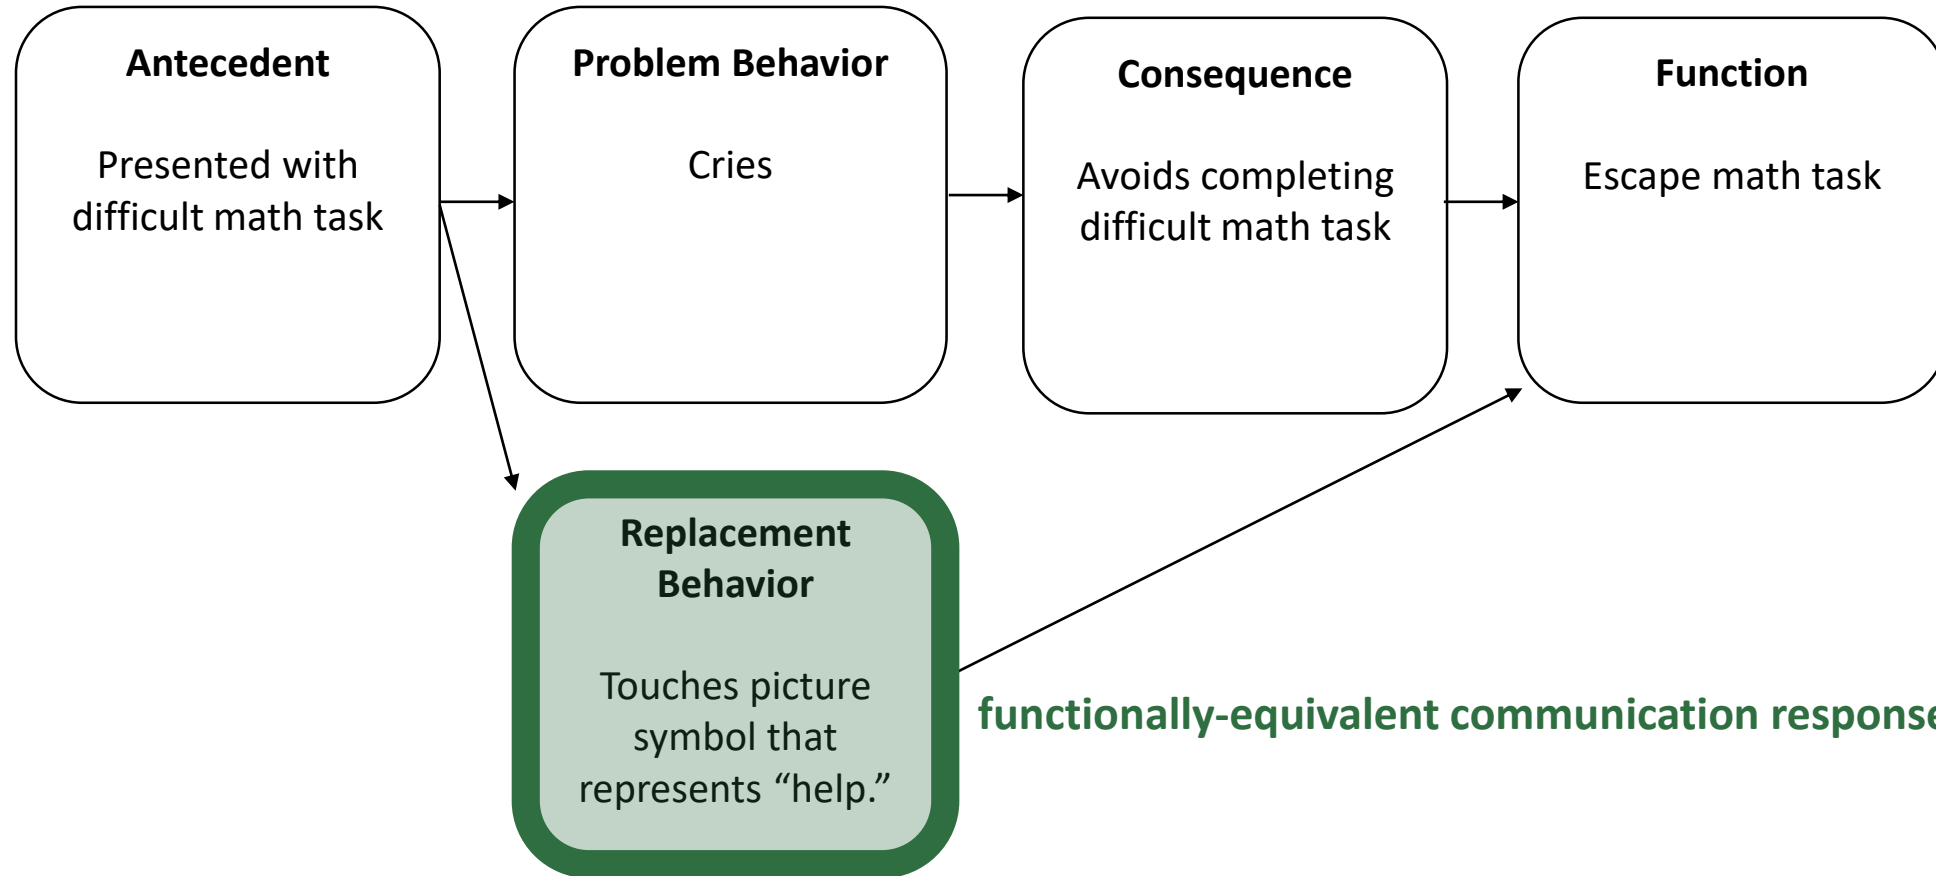 Antecedent
Presented with
difficult math task
Problem Behavior
Cries
Consequence
Avoids completing
difficult math task
Function
Escape math task
Replacement
Behavior
Touches picture
symbol that
represents “help.”
functionally-equivalent communication response